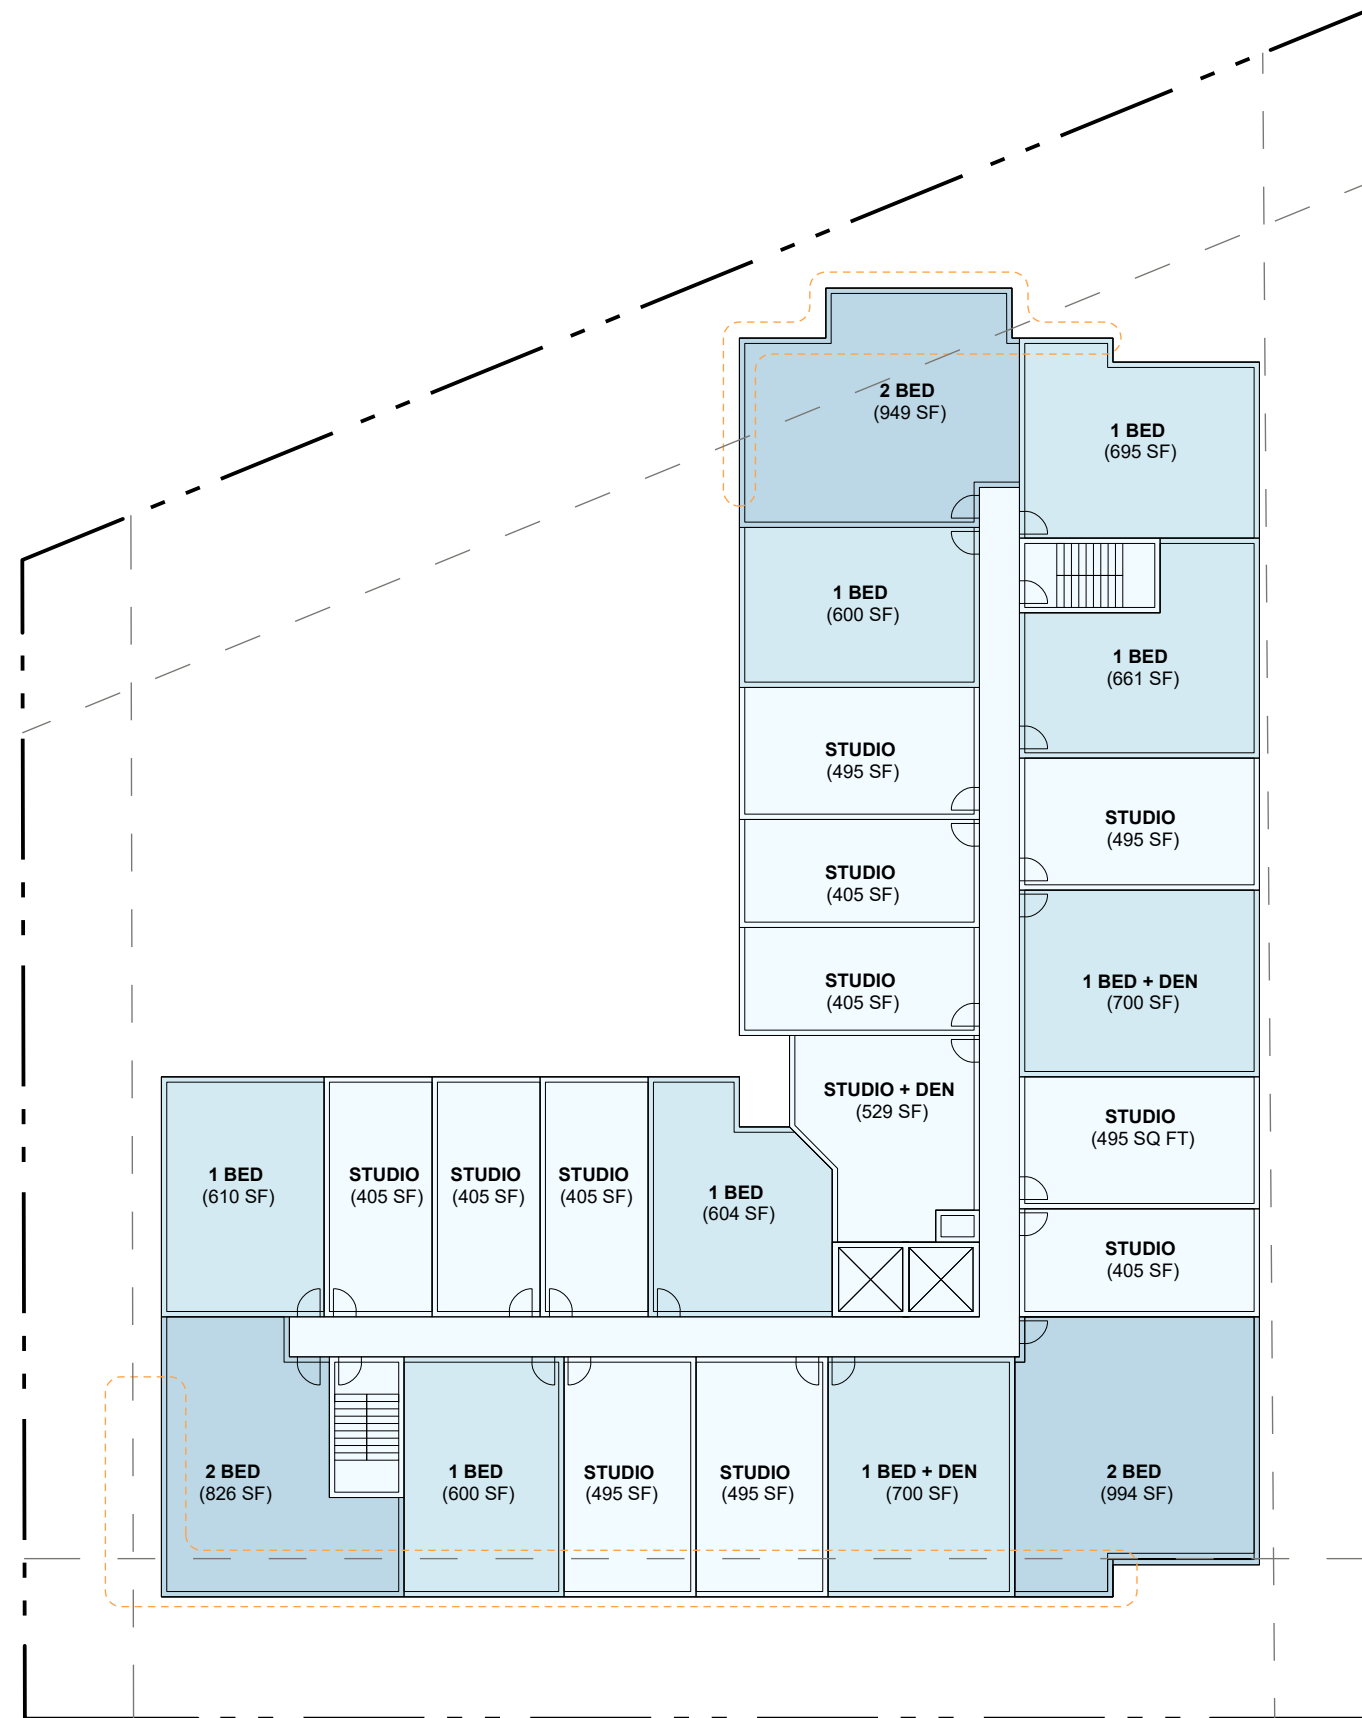 2 BED
(949 SF)
1 BED
(695 SF)
1 BED
(600 SF)
1 BED
(661 SF)
STUDIO
(495 SF)
STUDIO
(495 SF)
STUDIO
(405 SF)
STUDIO
(405 SF)
1 BED + DEN
(700 SF)
STUDIO + DEN
(529 SF)
STUDIO
(495 SQ FT)
1 BED
(610 SF)
STUDIO
(405 SF)
STUDIO
(405 SF)
STUDIO
(405 SF)
1 BED
(604 SF)
STUDIO
(405 SF)
2 BED
(826 SF)
1 BED
(600 SF)
STUDIO
(495 SF)
STUDIO
(495 SF)
1 BED + DEN
(700 SF)
2 BED
(994 SF)